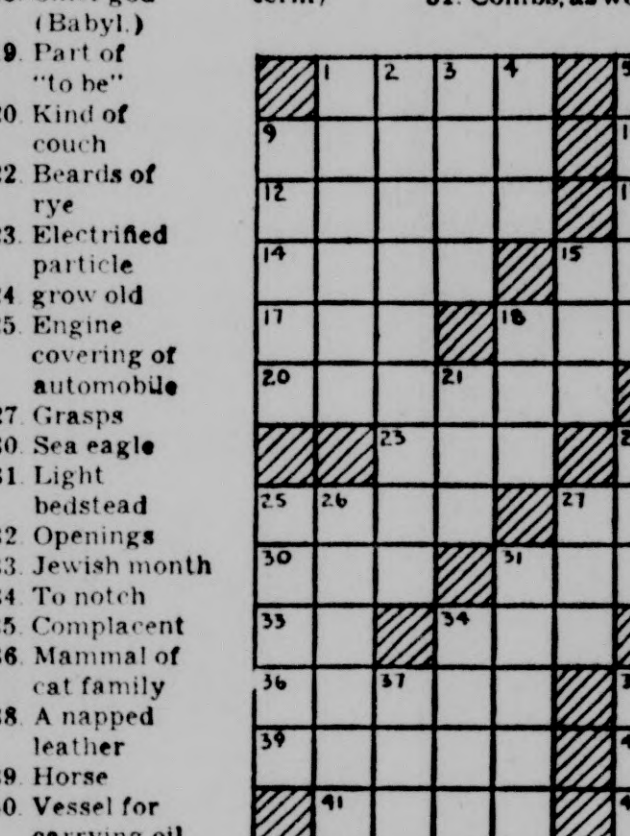 (Babyl.)
9. Part of
"to be"
20. Kind of
couch
22. Beards of
rye
23. Electrified
particle
24. grow old
25. Engine
covering of
automobile
27. Grasps
30. Sea eagle
31. Light
bedstead
32. Openings
33. Jewish month
34. To notch
35. Complacent
36. Mammal of
cat family
38. A napped
leather
39. Horse
40. Vessel for
carrying oil
1 2 3 4
9
12
14 15
17 18
20 21
23
25 26 27
30 31
33 34
36 37
39
41